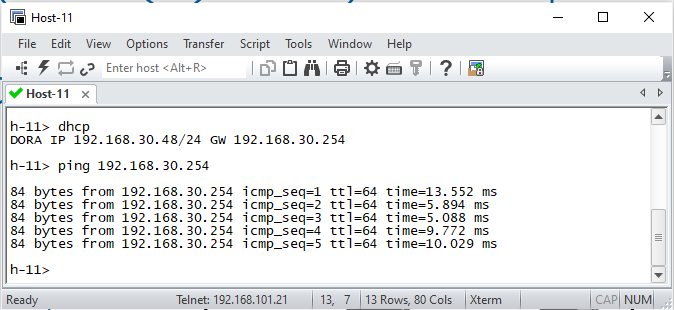 Host-11
File Edit View Options Transfer Script Tools Window Help
Enter host <Alt+R>
Host-11
h-11> dhcp
DORA IP 192.168.30.48/24 GW 192.168.30.254
h-11> ping 192.168.30.254
84 bytes from 192.168.30.254 icmp_seq=1 ttl=64 time=13.552 ms
84 bytes from 192.168.30.254 icmp_seq=2 ttl=64 time=5.894 ms
84 bytes from 192.168.30.254 icmp_seq=3 ttl=64 time=5.088 ms
84 bytes from 192.168.30.254 icmp_seq=4 ttl=64 time=9.772 ms
84 bytes from 192.168.30.254 icmp_seq=5 ttl=64 time=10.029 ms
h-11>
Ready Telnet: 192.168.101.21 13, 7 13 Rows, 80 Cols Xterm CAP NUM